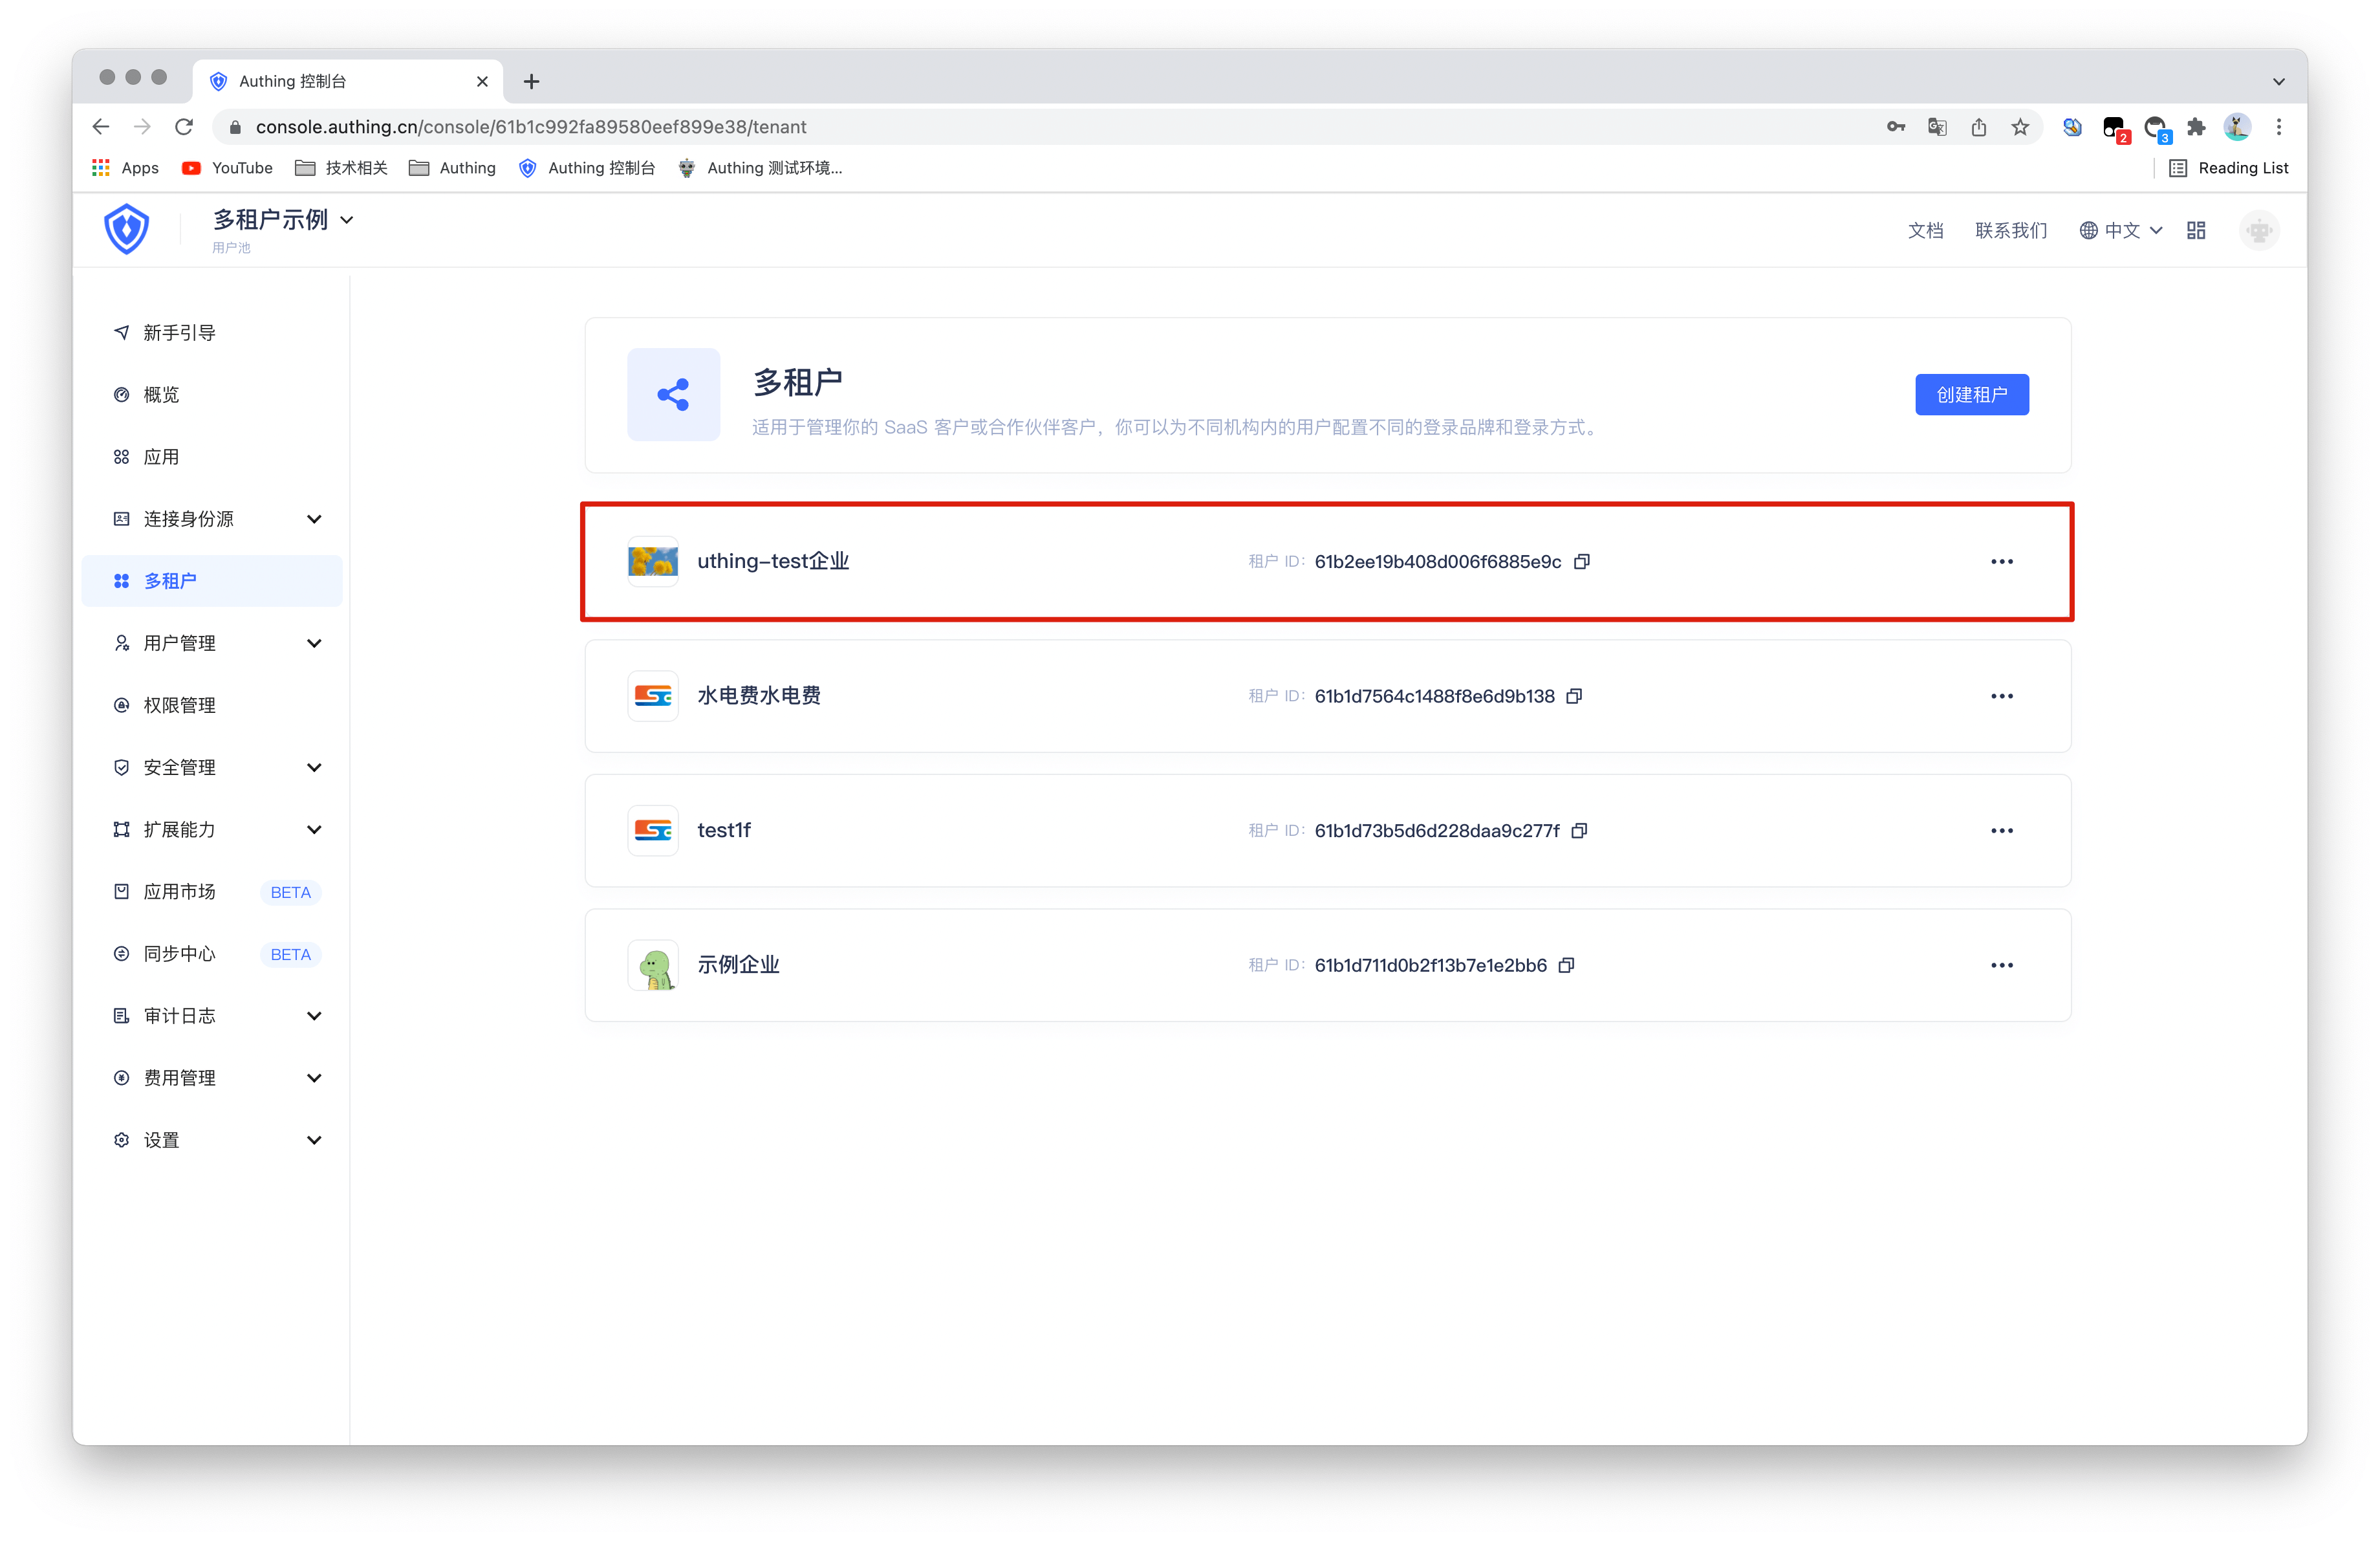 Authing 控制台
console.authing.cn/console/61b1c992fa89580eef899e38/tenant
2
3
Apps
YouTube
技术相关
Authing
Authing 控制台
Authing 测试环境...
Reading List
多租户示例
用户池
文档
联系我们
中文
新手引导
概览
应用
连接身份源
多租户
用户管理
权限管理
安全管理
扩展能力
应用市场 BETA
同步中心 BETA
审计日志
费用管理
设置
多租户
适用于管理你的 SaaS 客户或合作伙伴客户，你可以为不同机构内的用户配置不同的登录品牌和登录方式。
创建租户
uthing-test企业
租户 ID： 61b2ee19b408d006f6885e9c
水电费水电费
租户 ID： 61b1d7564c1488f8e6d9b138
test1f
租户 ID： 61b1d73b5d6d228daa9c277f
示例企业
租户 ID： 61b1d711d0b2f13b7e1e2bb6